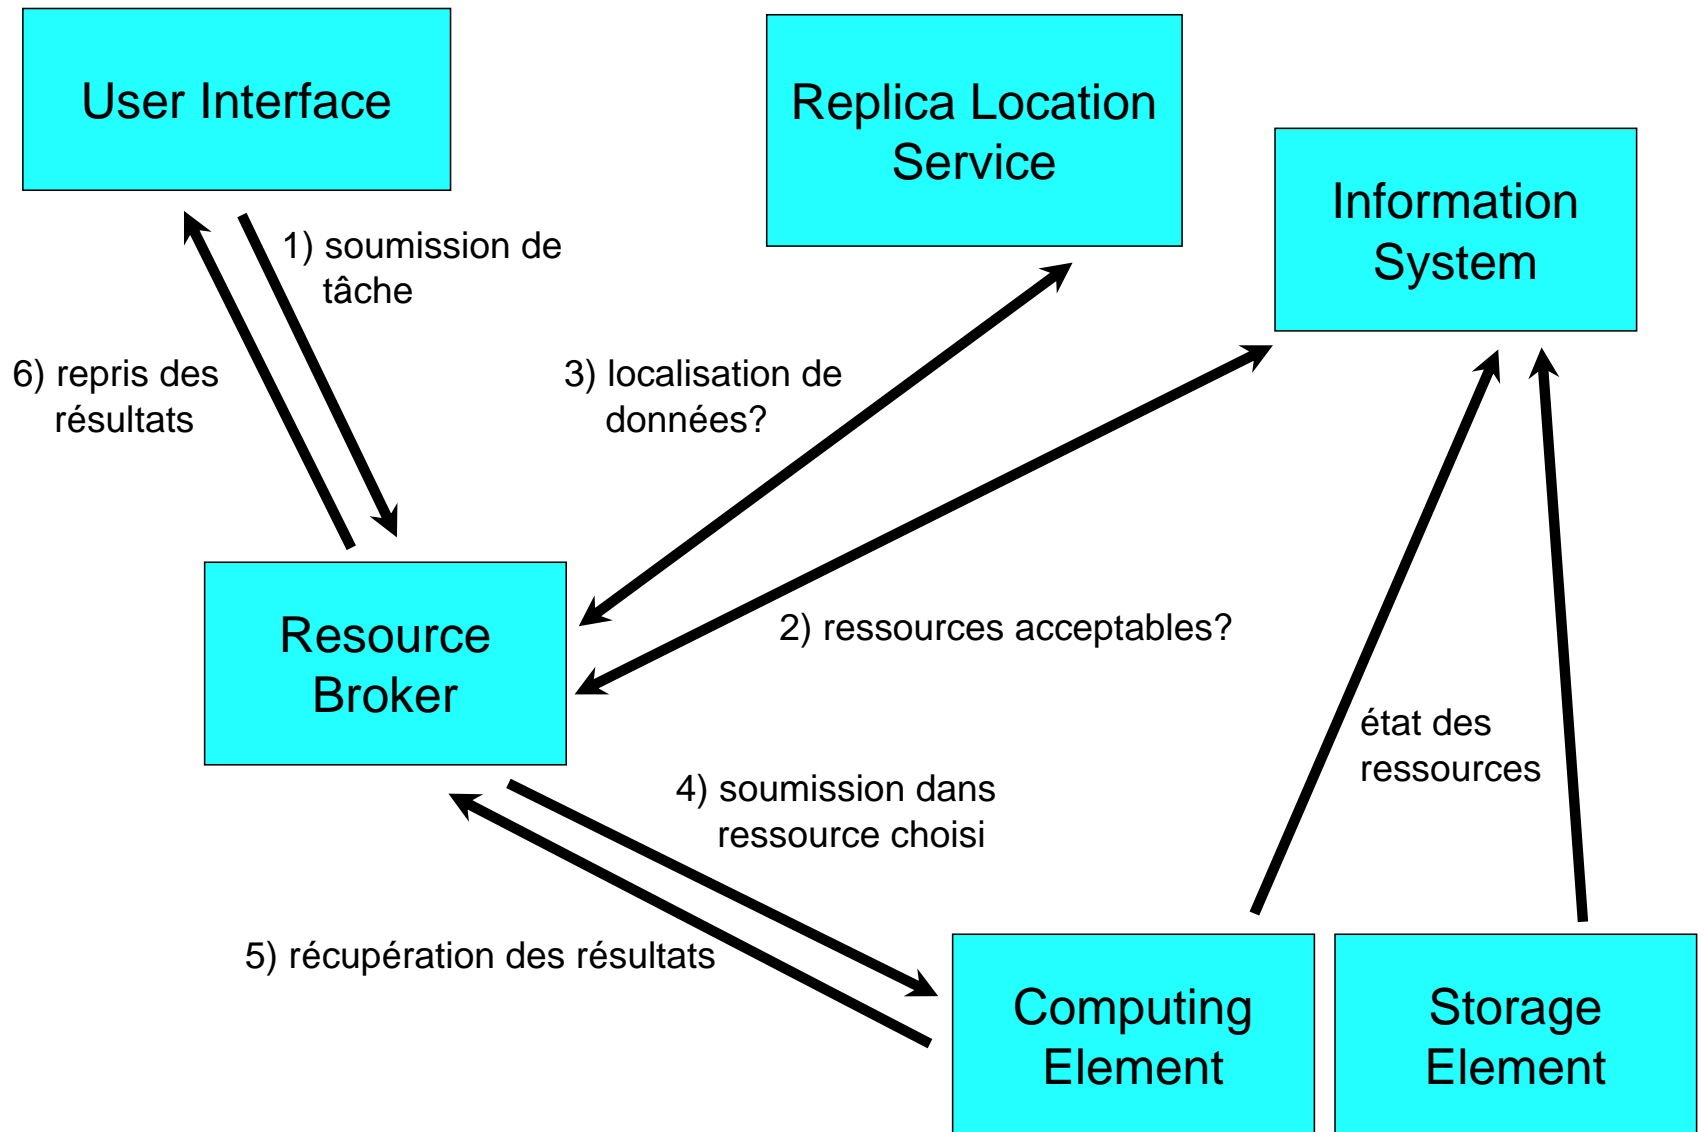 User Interface
Replica Location
Service
Information
System
1) soumission de
tâche
6) repris des
résultats
3) localisation de
données?
2) ressources acceptables?
Resource
Broker
état des
ressources
4) soumission dans
ressource choisi
5) récupération des résultats
Computing
Element
Storage
Element